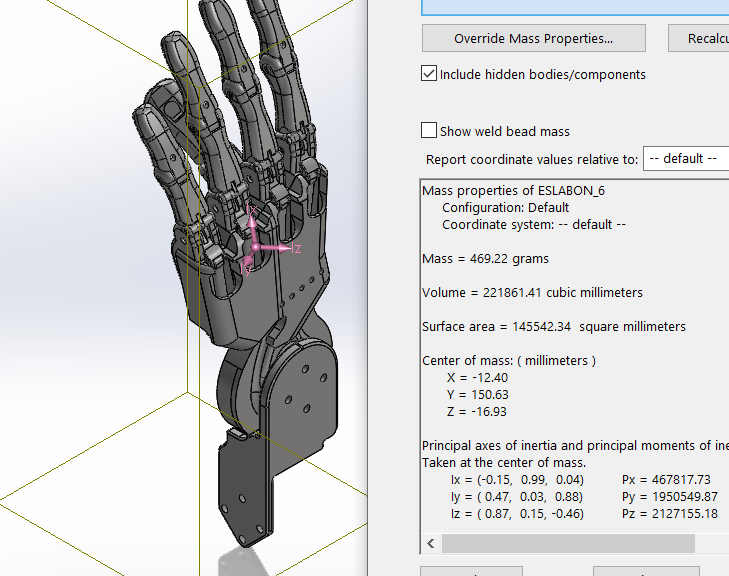 Override Mass Properties...
Include hidden bodies/components
Show weld bead mass
Report coordinate values relative to: -- default --
Mass properties of ESLABON_6
Configuration: Default
Coordinate system: -- default --
Mass = 469.22 grams
Volume = 221861.41 cubic millimeters
Surface area = 145542.34 square millimeters
Center of mass: ( millimeters )
X = -12.40
Y = 150.63
Z = -16.93
Principal axes of inertia and principal moments of ine
Taken at the center of mass.
Ix = (-0.15, 0.99, 0.04) Px = 467817.73
Iy = ( 0.47, 0.03, 0.88) Py = 1950549.87
Iz = ( 0.87, 0.15, -0.46) Pz = 2127155.18
Iz